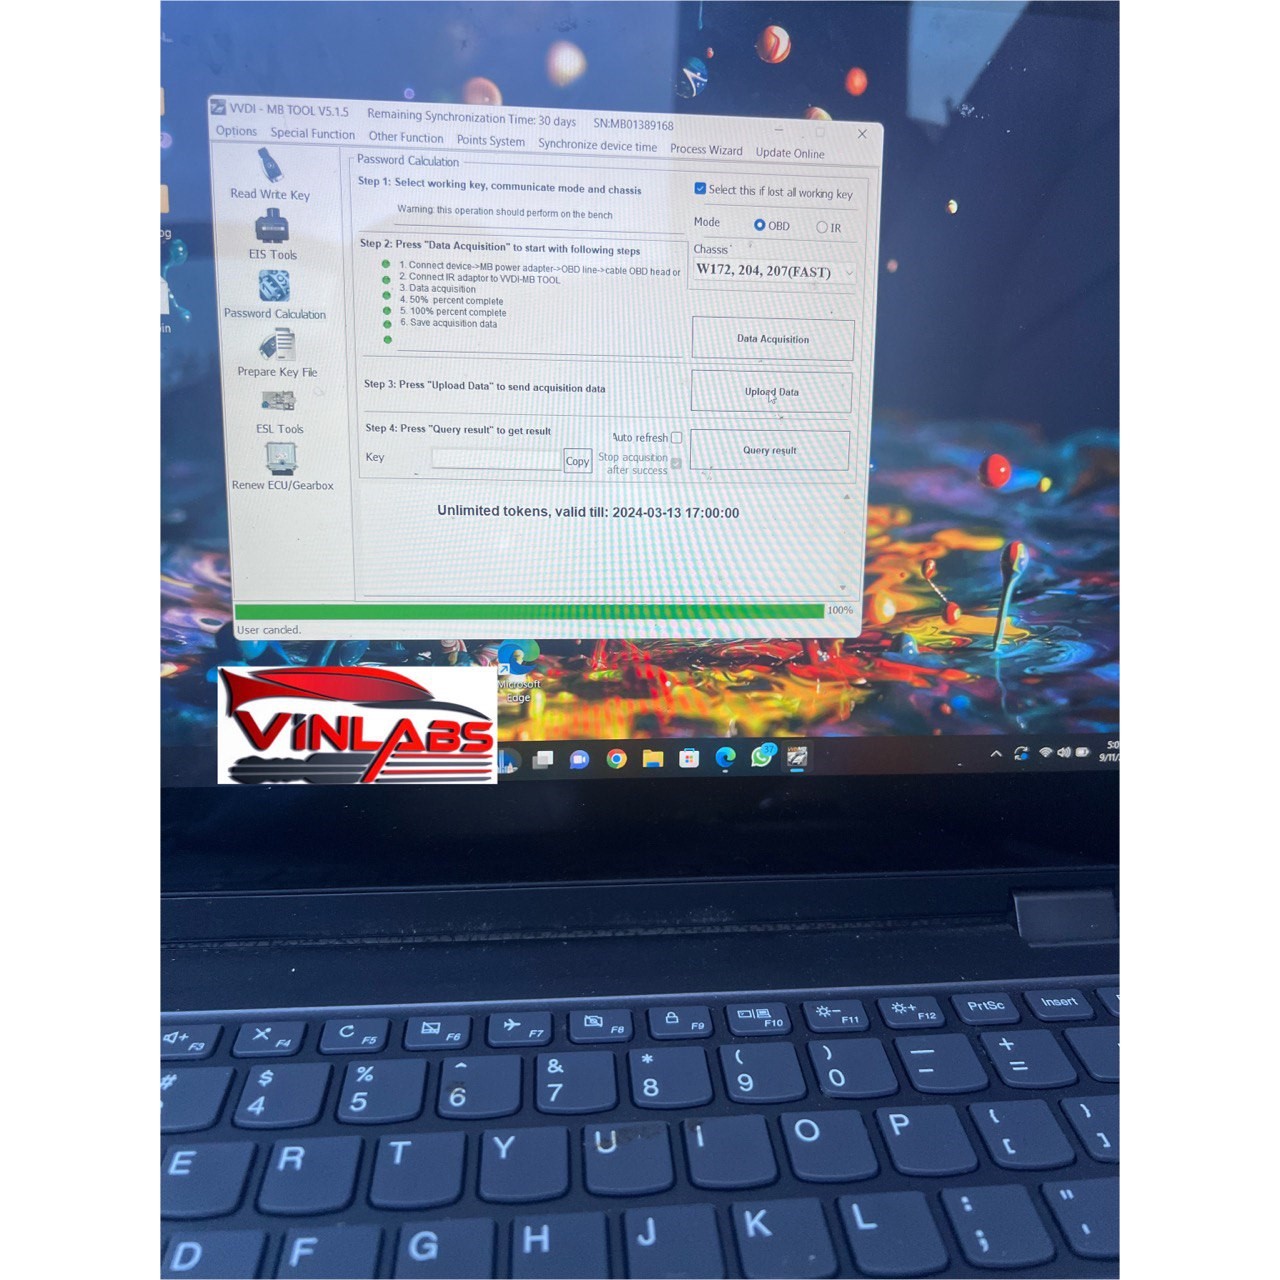 VVDI - MB TOOL V5.1.5 Remaining Synchronization Time: 30 days SN:MB01389168
Options Special Function Other Function Points System Synchronize device time Process Wizard Update Online
Read Write Key
EIS Tools
Password Calculation
Prepare Key File
ESL Tools
Renew ECU/Gearbox
Password Calculation
Step 1: Select working key, communicate mode and chassis
Warning: this operation should perform on the bench
Select this if lost all working key
Mode OBD IR
Step 2: Press "Data Acquisition" to start with following steps
1. Connect device->MB power adapter->OBD line->cable OBD head or
2. Connect IR adaptor to VVDI-MB TOOL
3. Data acquisition
4. 50% percent complete
5. 100% percent complete
6. Save acquisition data
Chassis
W172, 204, 207(FAST)
Data Acquisition
Step 3: Press "Upload Data" to send acquisition data
Upload Data
Step 4: Press "Query result" to get result
Auto refresh
Key
Copy
Stop acqustion
after success
Query result
Unlimited tokens, valid till: 2024-03-13 17:00:00
100%
User cancled.
Microsoft
Edge
VINLABS
37
F3 F4 F5 F6 F7 F8 F9 F10 F11 F12 PrtSc Insert
# $ % ^ & * ( ) — +
4 5 6 7 8 9 0 - =
E R T Y U I O P { [ } ]
D F G H J K L : ; " '